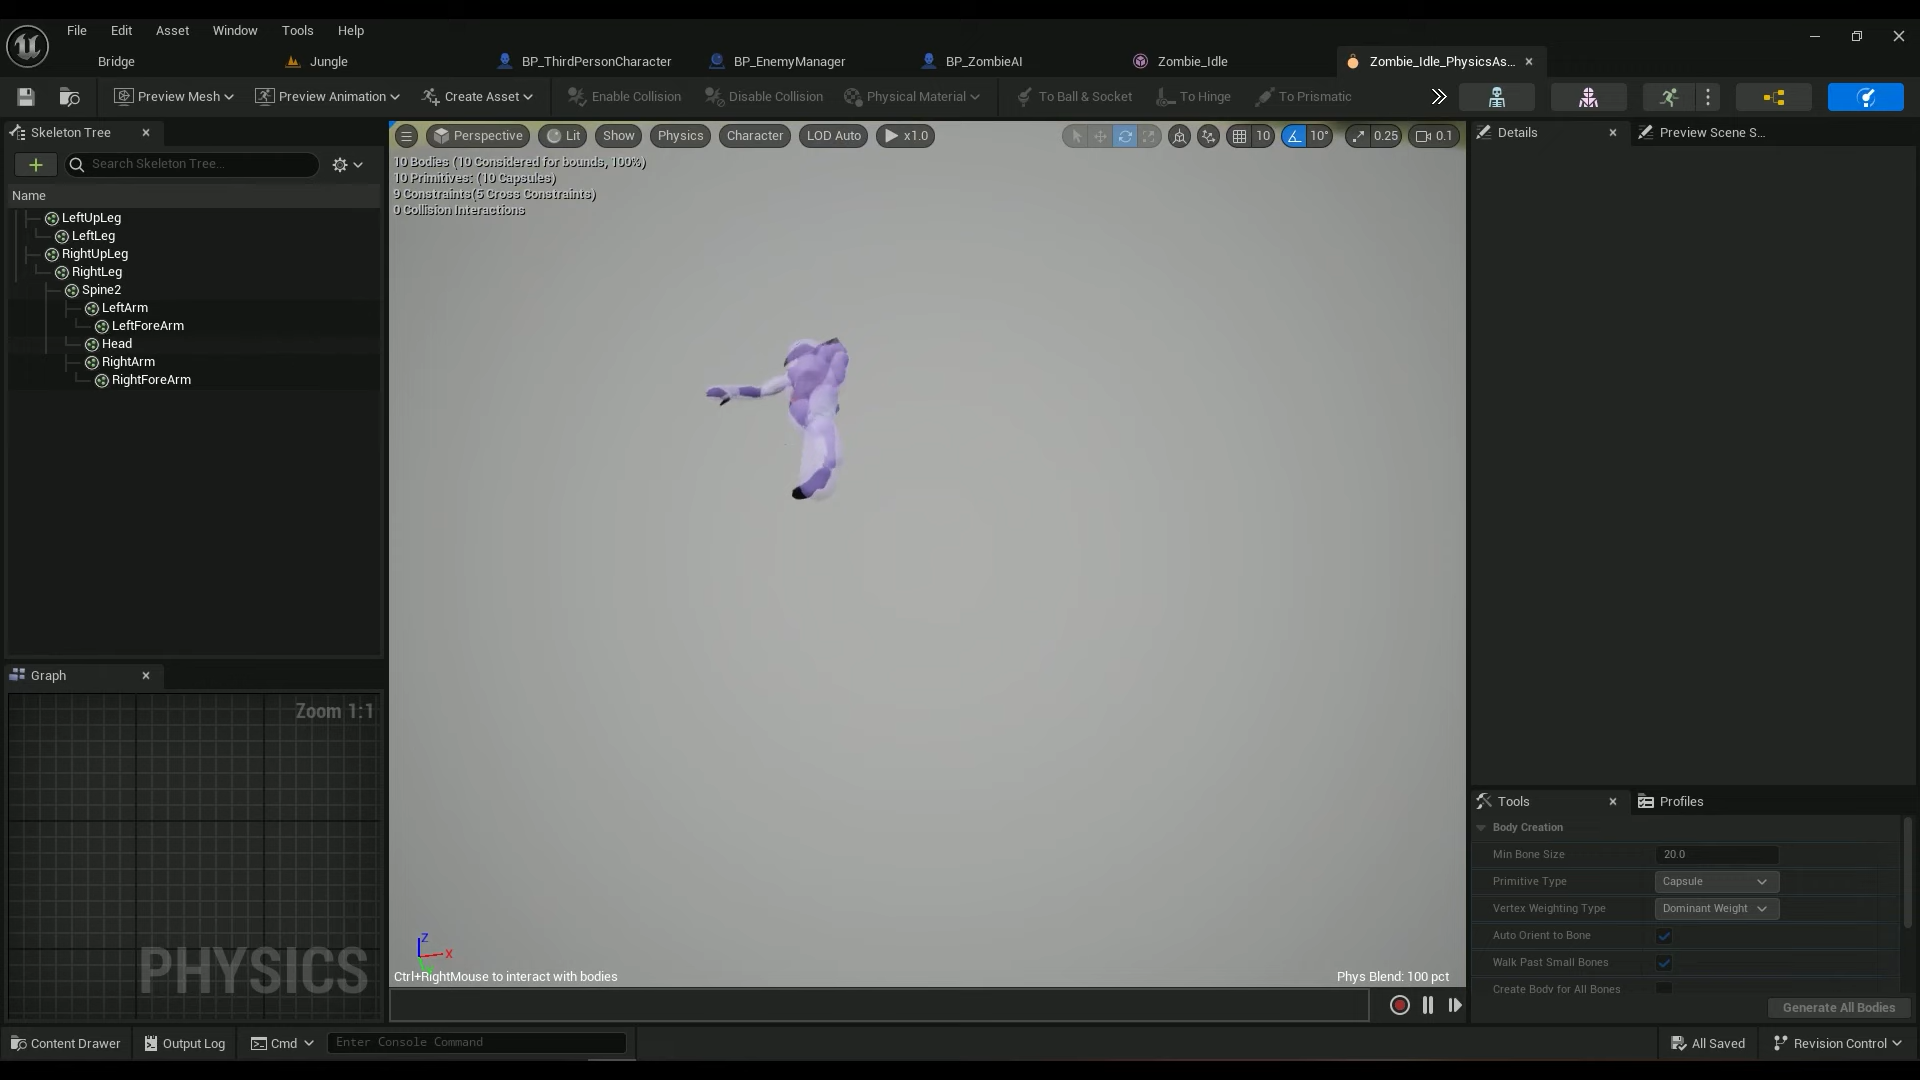 File Edit Asset Window Tools Help
Bridge Jungle BP_ThirdPersonCharacter BP_EnemyManager BP_ZombieAI Zombie_Idle Zombie_Idle_PhysicsAs...
Preview Mesh Preview Animation Create Asset Enable Collision Disable Collision Physical Material To Ball & Socket To Hinge To Prismatic
Skeleton Tree
Search Skeleton Tree...
Name
LeftUpLeg
LeftLeg
RightUpLeg
RightLeg
Spine2
LeftArm
LeftForeArm
Head
RightArm
RightForeArm
Graph
Zoom 1:1
PHYSICS
Perspective Lit Show Physics Character LOD Auto x1.0 10 10° 0.25 0.1
10 Bodies (10 Considered for bounds, 100%)
10 Primitives: (10 Capsules)
9 Constraints(5 Cross Constraints)
0 Collision Interactions
Z
X
Ctrl+RightMouse to interact with bodies
Phys Blend: 100 pct
Details Preview Scene S...
Tools Profiles
Body Creation
Min Bone Size 20.0
Primitive Type Capsule
Vertex Weighting Type Dominant Weight
Auto Orient to Bone
Walk Past Small Bones
Create Body for All Bones
Generate All Bodies
Content Drawer Output Log Cmd Enter Console Command All Saved Revision Control